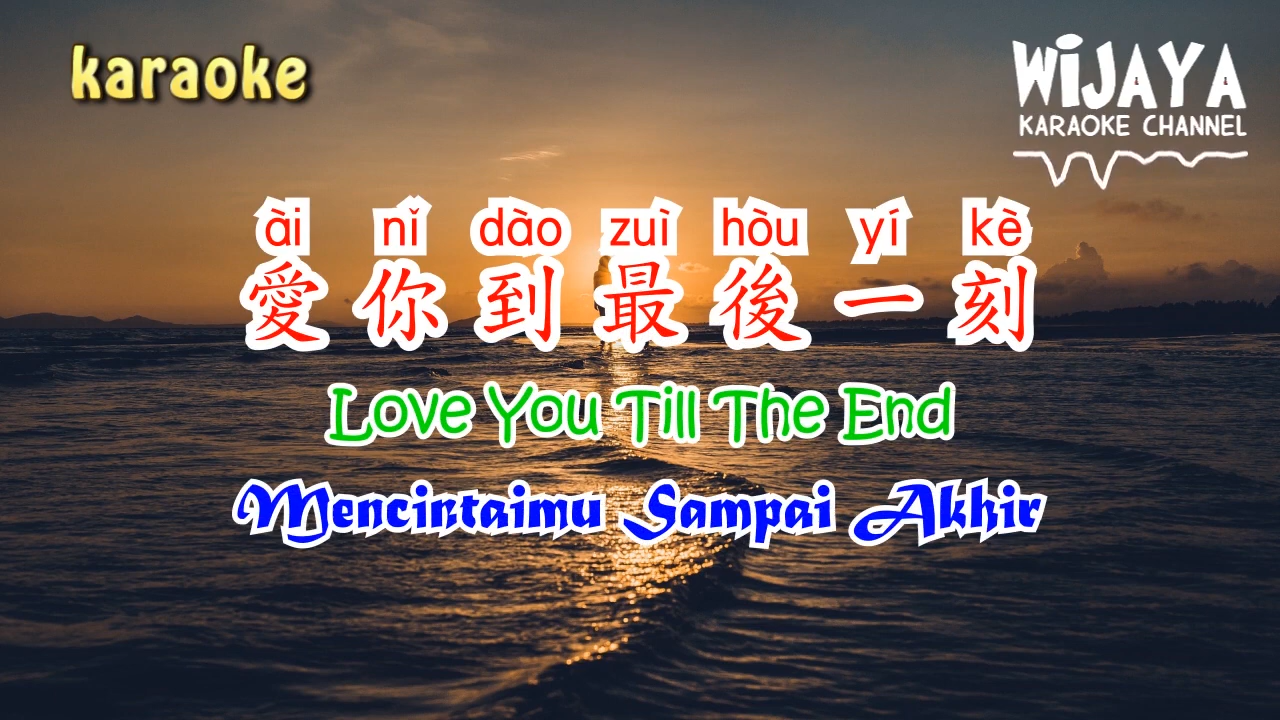 karaoke
WiJAYA
KARAOKE CHANNEL
ài nǐ dào zuì hòu yí kè
愛你到最後一刻
Love You Till The End
Mencintaimu Sampai Akhir